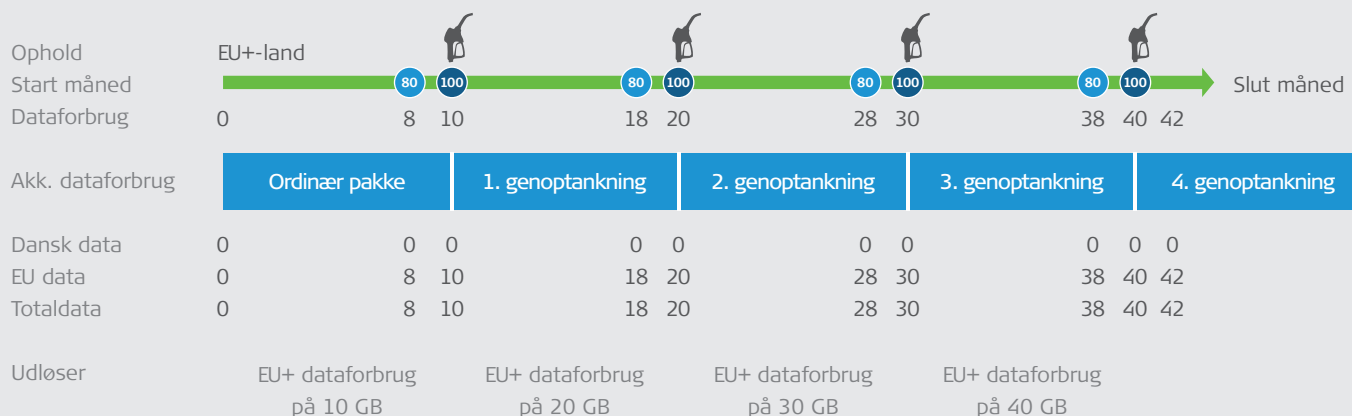 Ophold EU+-land
Start måned 80 100 80 100 80 100 80 100 Slut måned
Dataforbrug 0 8 10 18 20 28 30 38 40 42
Akk. dataforbrug Ordinær pakke 1. genoptankning 2. genoptankning 3. genoptankning 4. genoptankning
Dansk data 0 0 0 0 0 0 0 0 0 0
EU data 0 8 10 18 20 28 30 38 40 42
Totaldata 0 8 10 18 20 28 30 38 40 42
Udløser EU+ dataforbrug EU+ dataforbrug EU+ dataforbrug EU+ dataforbrug
på 10 GB på 20 GB på 30 GB på 40 GB